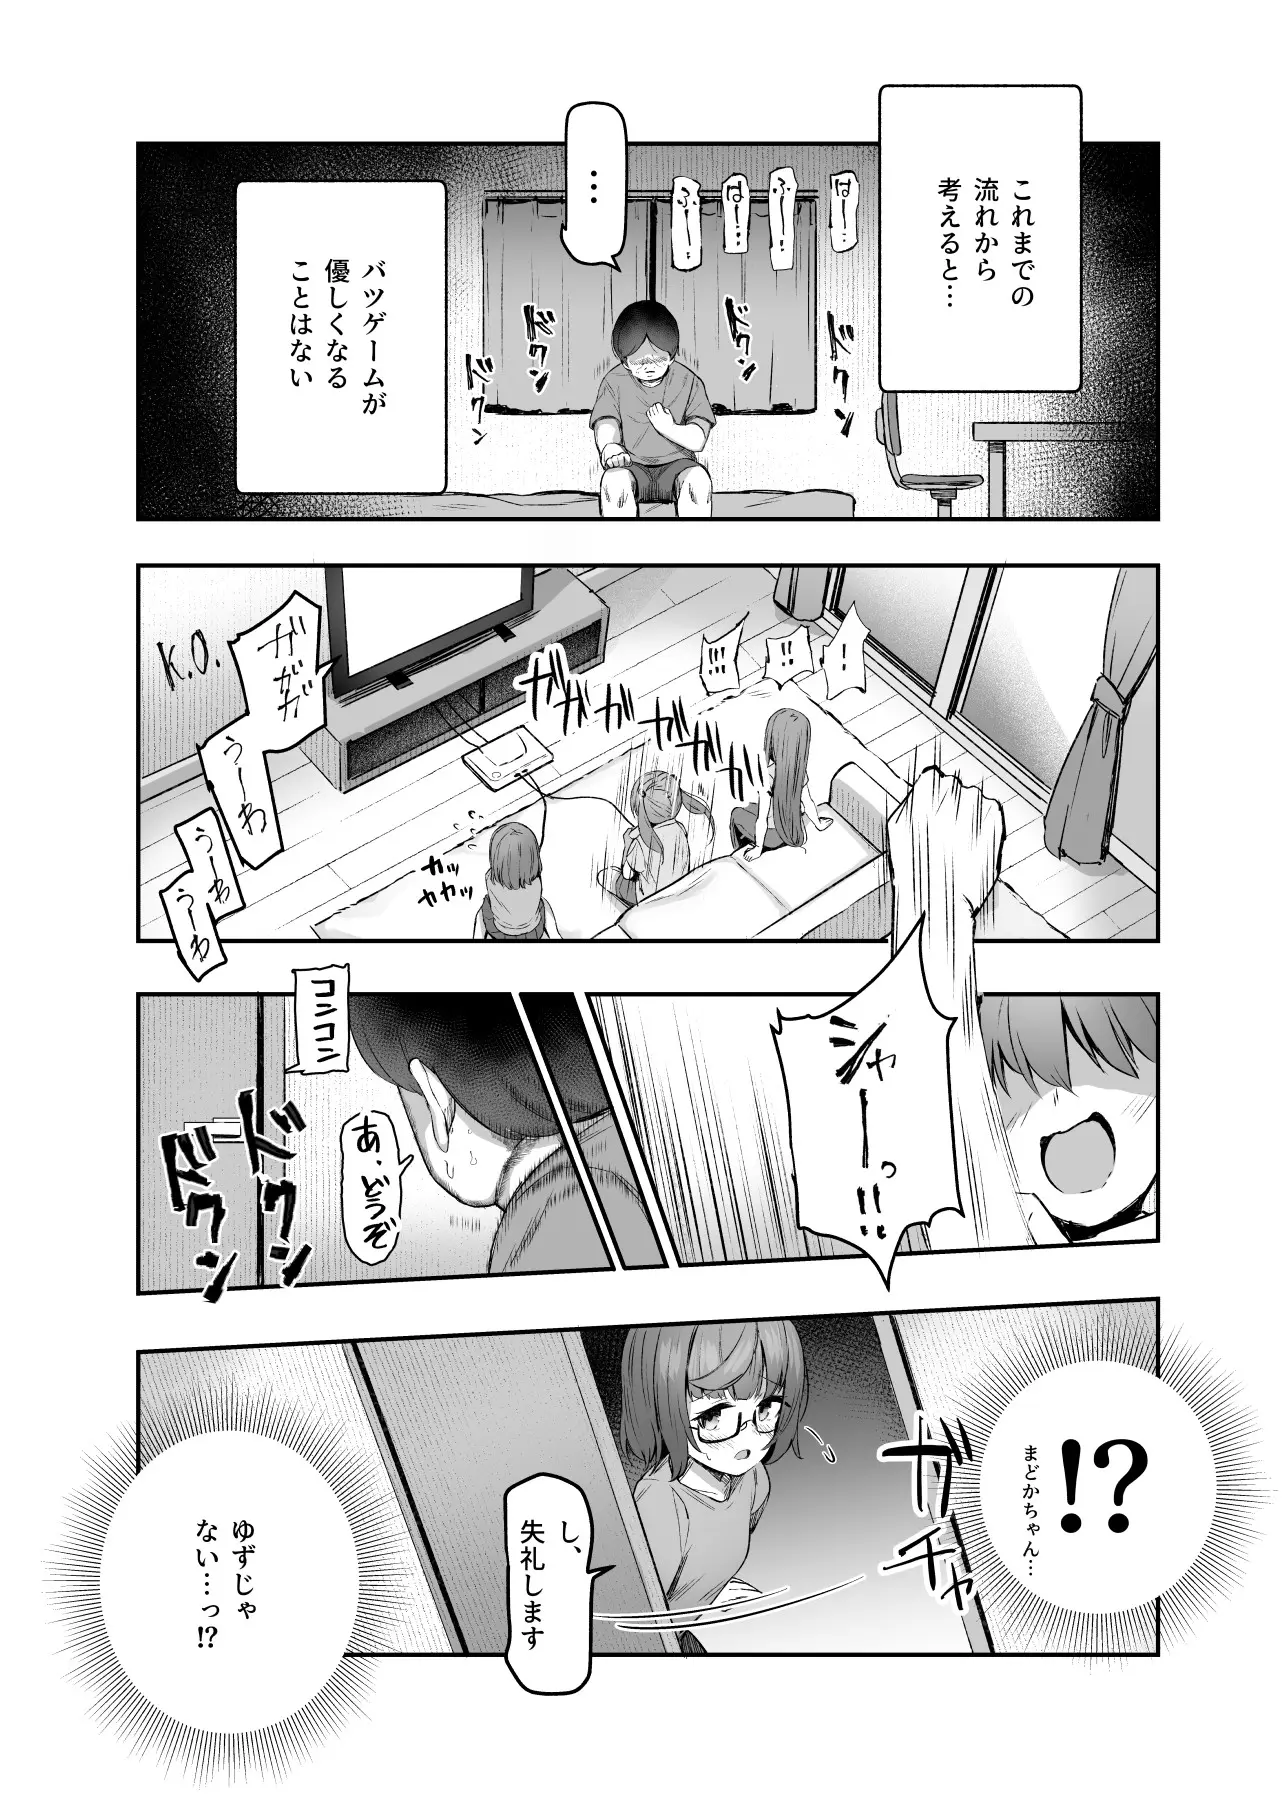 これまでの
流れから
考えると…
はー…
ふー…
はー…
ふー…
…
ドクン
ドクン
ドクン
ドクン
バツゲームが
優しくなる
ことはない
!
!!
!!!
ガガガガガガ
カカッ
カカカッ
ガガガガ
うーわ
うーわ
うーわ
K.O.
シャーーっ!!
コンコン
あ、どうぞ
ドクン
ドクン
!?
まどかちゃん…
ガチャ
し、
失礼します
ゆずじゃ
ない…っ!?